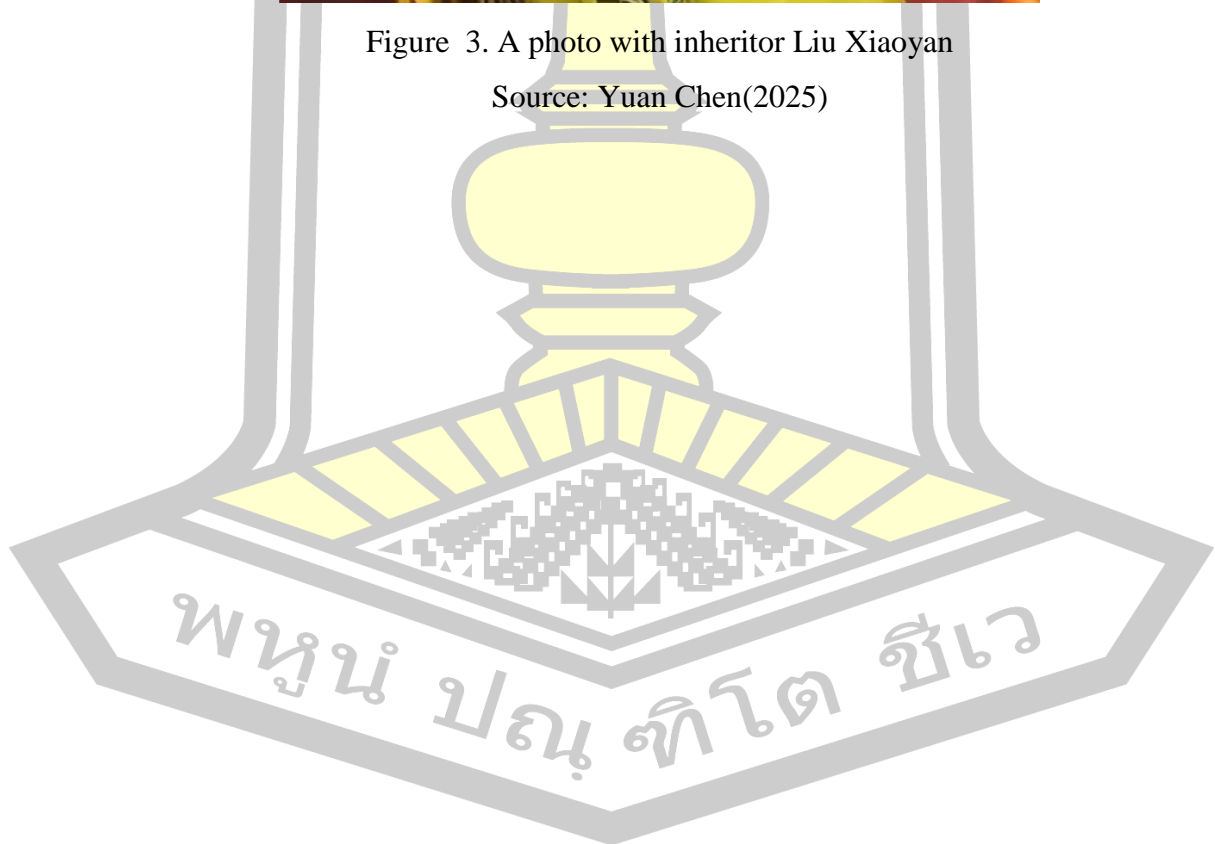 Figure 3. A photo with inheritor Liu Xiaoyan
Source: Yuan Chen(2025)
พหูนํ ปณฺฑิโต ชีเว